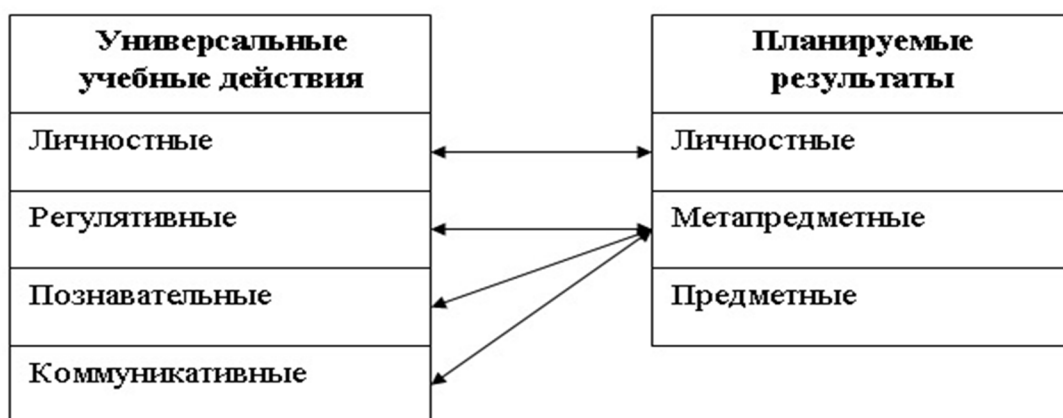 Универсальные
учебные действия
Личностные
Регулятивные
Познавательные
Коммуникативные
Планируемые
результаты
Личностные
Метапредметные
Предметные